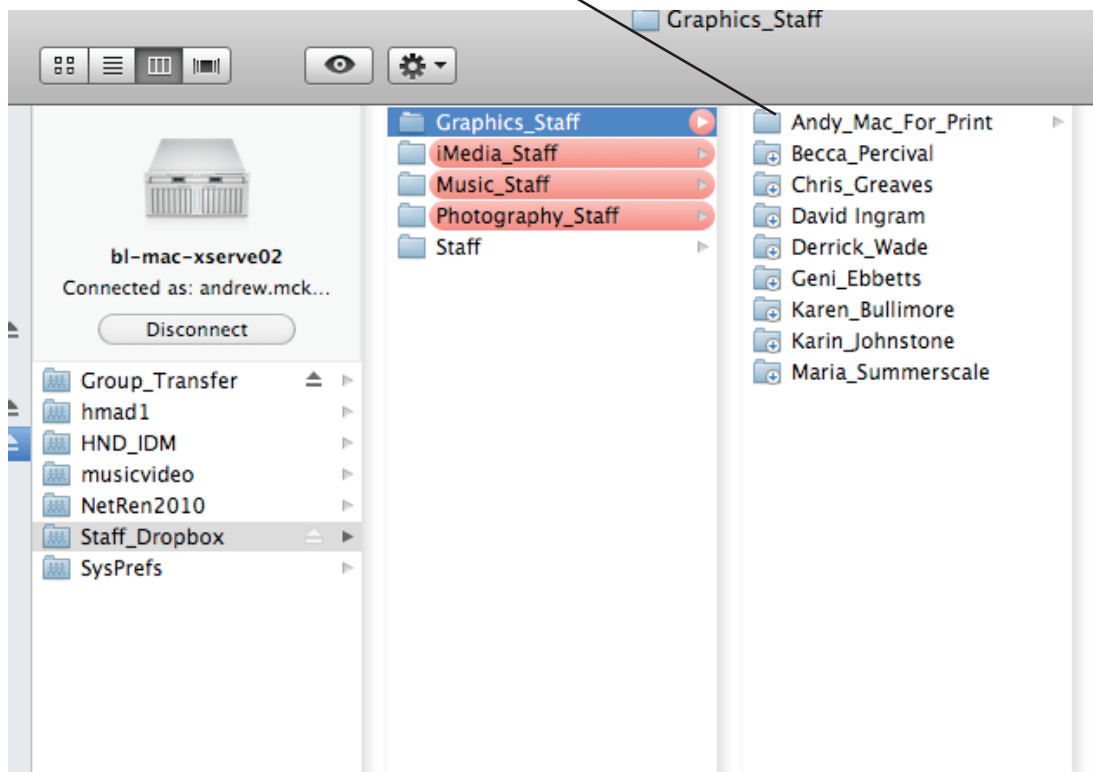 Graphics_Staff
bl-mac-xserve02
Connected as: andrew.mck...
Disconnect
Group_Transfer
hmad1
HND_IDM
musicvideo
NetRen2010
Staff_Dropbox
SysPrefs
Graphics_Staff
iMedia_Staff
Music_Staff
Photography_Staff
Staff
Andy_Mac_For_Print
Becca_Percival
Chris_Greaves
David Ingram
Derrick_Wade
Geni_Ebbetts
Karen_Bullimore
Karin_Johnstone
Maria_Summerscale